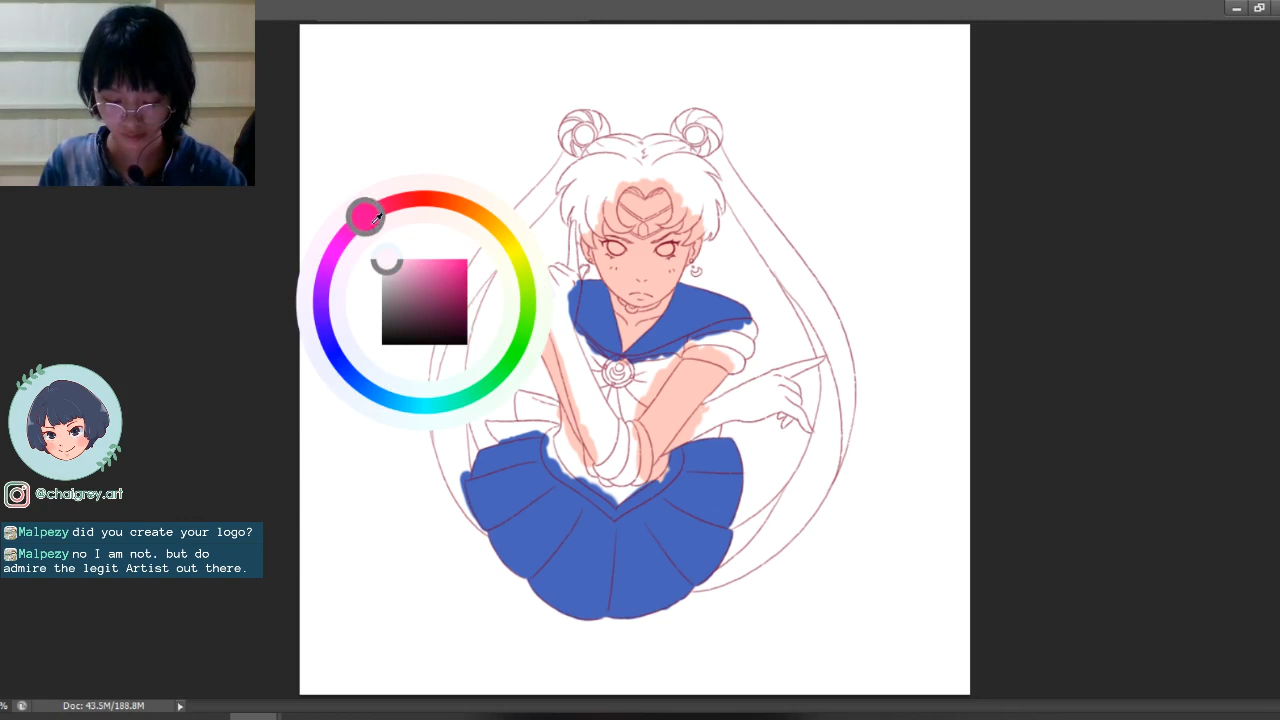 @chaigrey.art
Malpezy did you create your logo?
Malpezy no I am not. but do
admire the legit Artist out there.
% Doc: 43.5M/188.8M